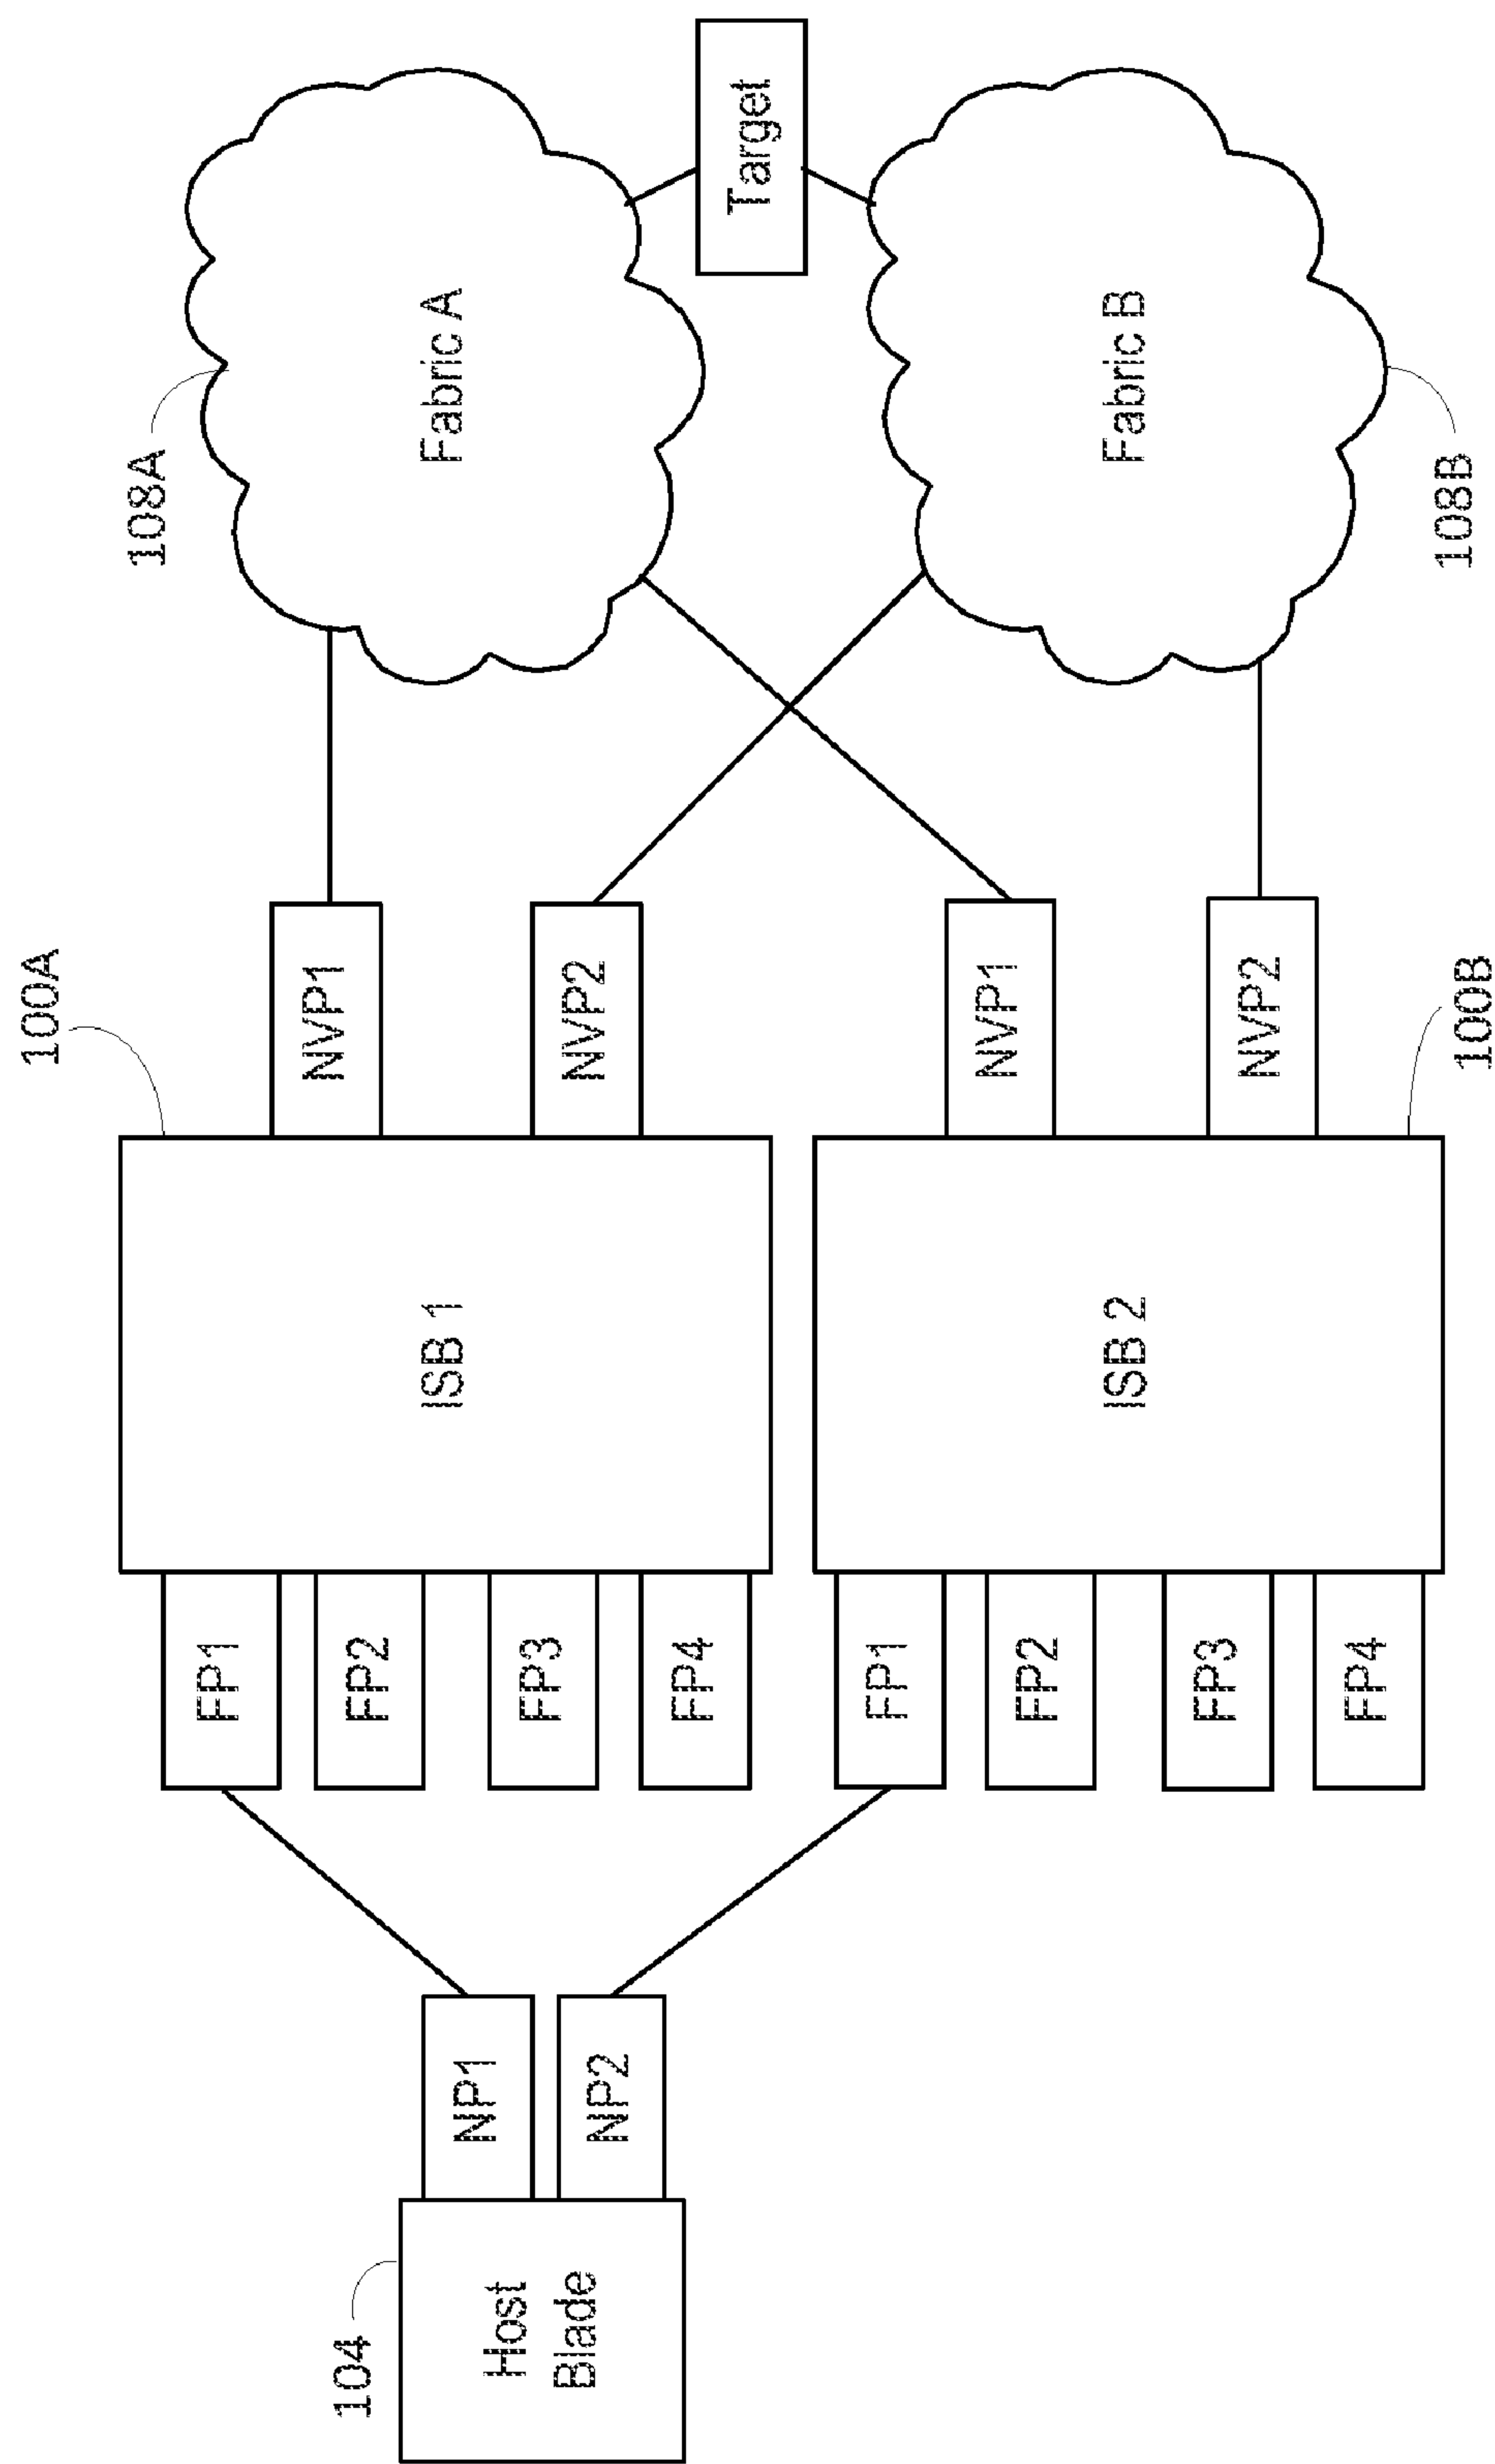 104
Host
Blade
NP1
NP2
FP1
FP2
FP3
FP4
FP1
FP2
FP3
FP4
100A
ISB 1
ISB 2
100B
NVP1
NVP2
NVP1
NVP2
108A
Fabric A
Fabric B
108B
Target